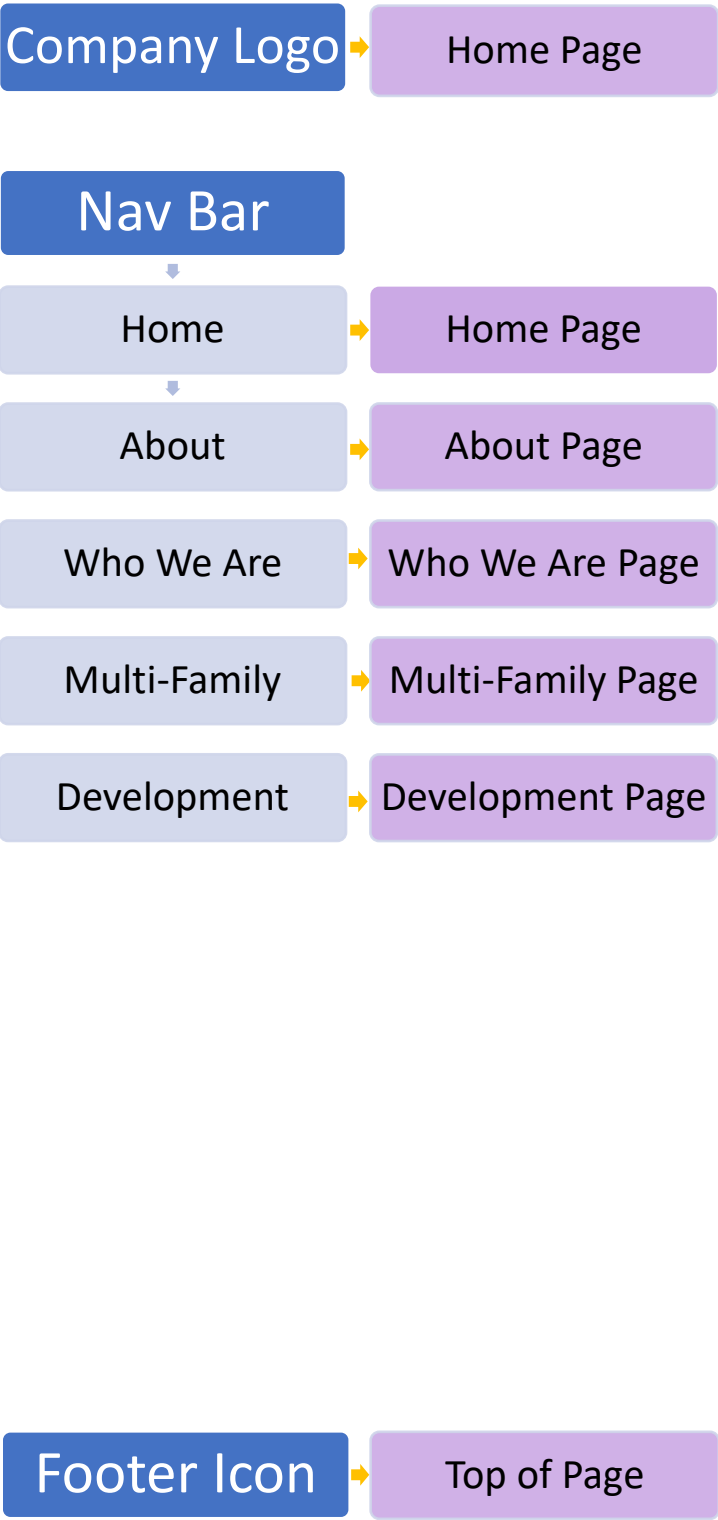 Company Logo
Home Page
Nav Bar
Home
Home Page
About
About Page
Who We Are
Who We Are Page
Multi-Family
Multi-Family Page
Development
Development Page
Footer Icon
Top of Page